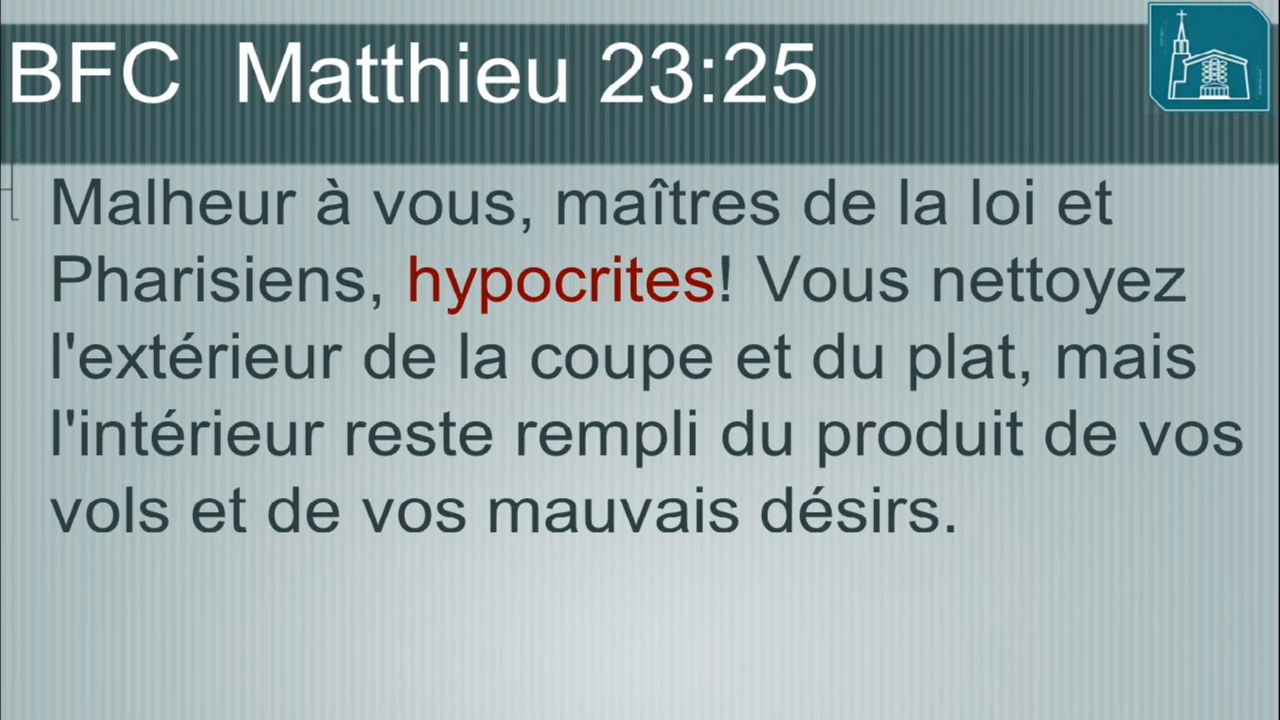 BFC Matthieu 23:25
Malheur à vous, maîtres de la loi et
Pharisiens, hypocrites! Vous nettoyez
l'extérieur de la coupe et du plat, mais
l'intérieur reste rempli du produit de vos
vols et de vos mauvais désirs.